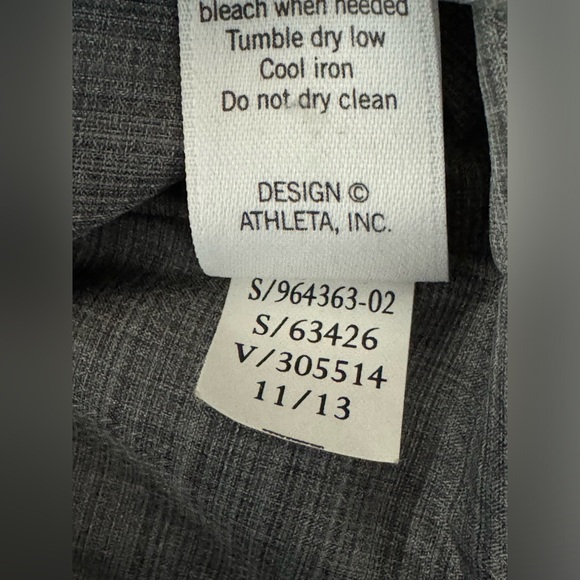 bleach when needed
Tumble dry low
Cool iron
Do not dry clean
DESIGN ©
ATHLETA, INC.
S/964363-02
S/63426
V/305514
11/13